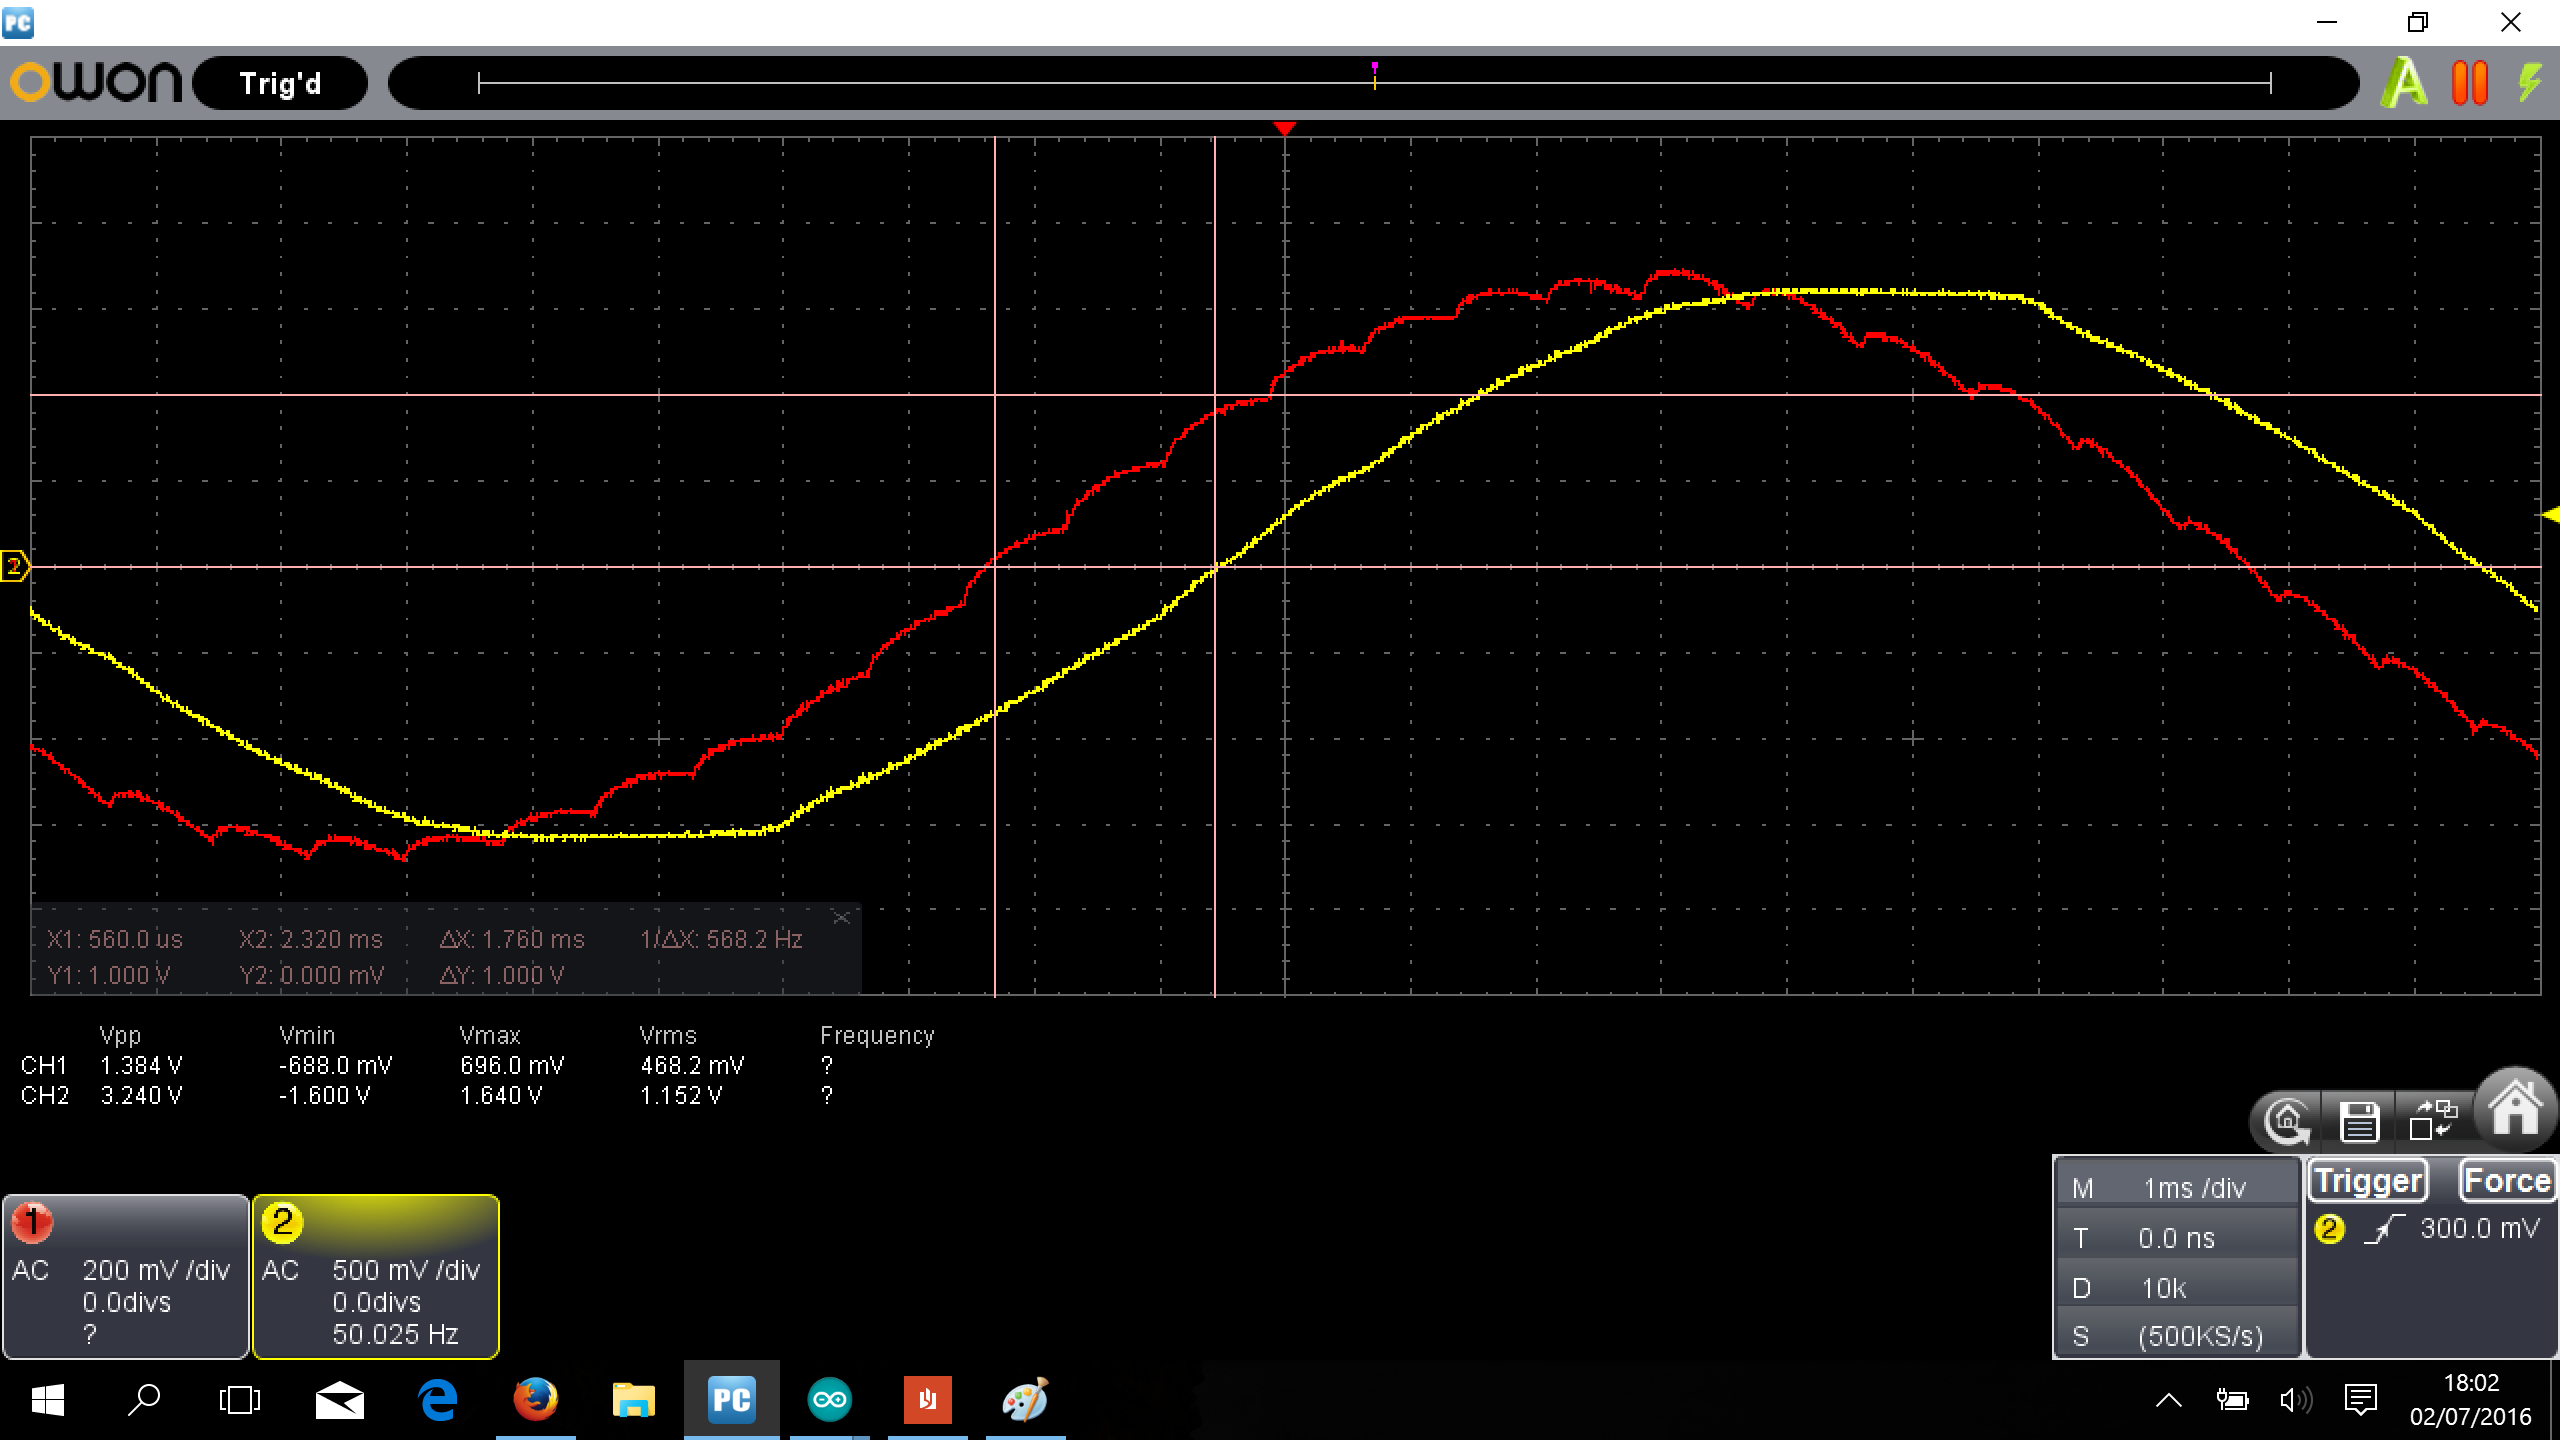 PC
owon Trig'd A
2
X1: 560.0 us X2: 2.320 ms ΔX: 1.760 ms 1/ΔX: 568.2 Hz
Y1: 1.000 V Y2: 0.000 mV ΔY: 1.000 V
Vpp Vmin Vmax Vrms Frequency
CH1 1.384 V -688.0 mV 696.0 mV 468.2 mV ?
CH2 3.240 V -1.600 V 1.640 V 1.152 V ?
1
AC 200 mV /div
0.0divs
?
2
AC 500 mV /div
0.0divs
50.025 Hz
M 1ms /div
T 0.0 ns
D 10k
S (500KS/s)
Trigger Force
2 300.0 mV
PC
18:02
02/07/2016